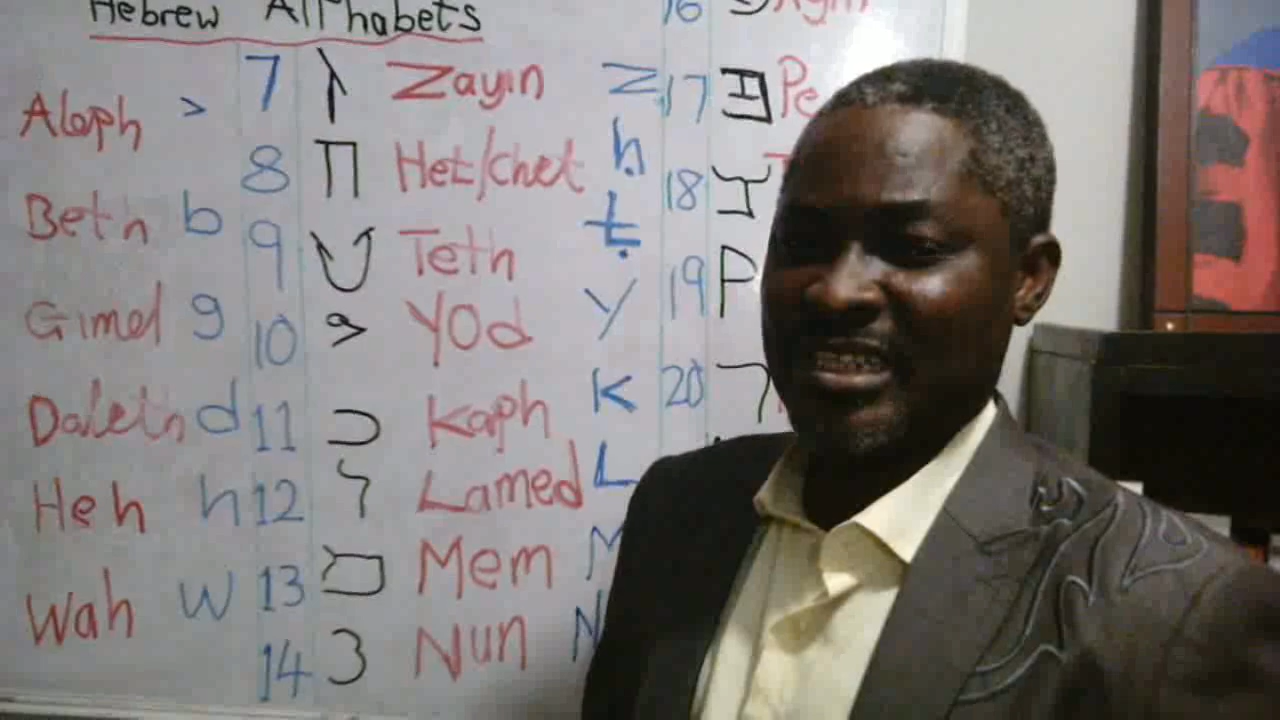 Hebrew Alphabets
Aleph >
Beth b
Gimel g
Daleth d
Heh h
Wah w
7 ז Zayin Z
8 ח Het/chet ḥ
9 ט Teth ṭ
10 י Yod Y
11 כ Kaph K
12 ל Lamed L
13 מ Mem M
14 נ Nun N
16
17 פ Pe
18 צ
19 ק
20 ר